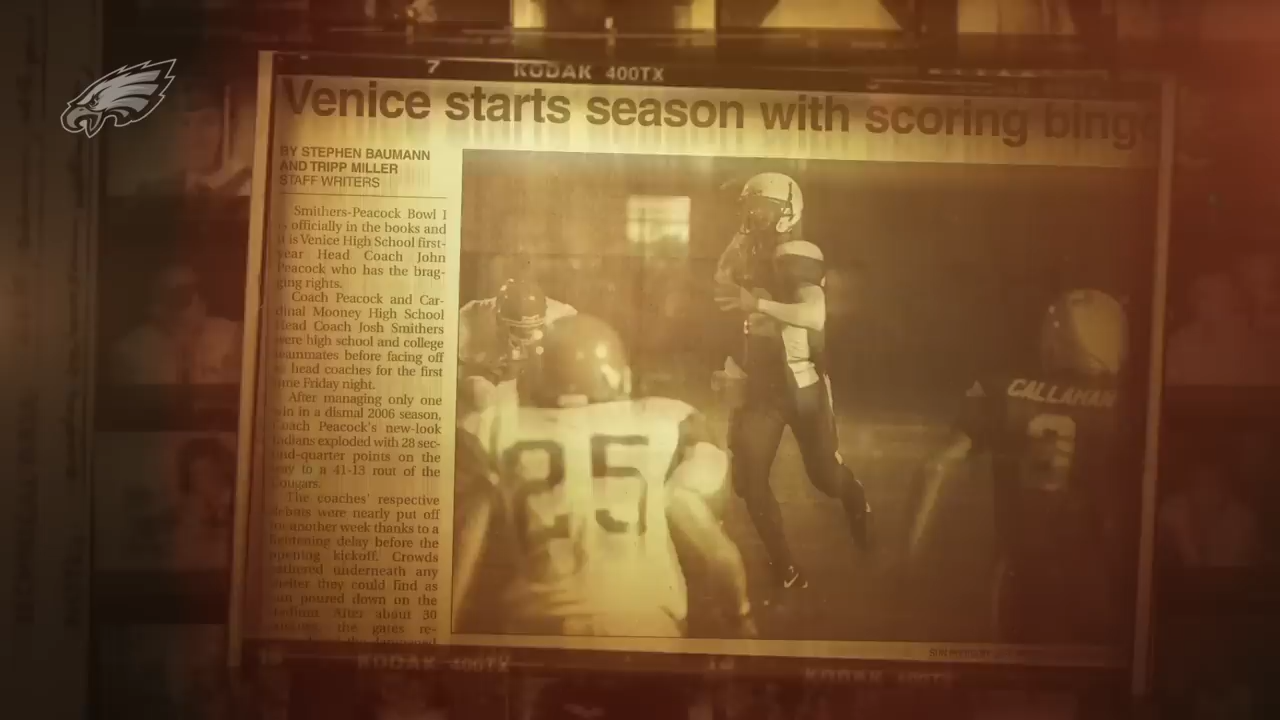 7 KODAK 400TX
Venice starts season with scoring bing
BY STEPHEN BAUMANN
AND TRIPP MILLER
STAFF WRITERS
Smithers-Peacock Bowl I
officially in the books and
is Venice High School first-
year Head Coach John
Peacock who has the brag-
ging rights.
Coach Peacock and Car-
dinal Mooney High School
Head Coach Josh Smithers
were high school and college
teammates before facing off
head coaches for the first
time Friday night.
After managing only one
win in a dismal 2006 season,
Coach Peacock's new-look
Indians exploded with 28 sec-
ond-quarter points on the
way to a 41-13 rout of the
Cougars.
The coaches' respective
debuts were nearly put off
for another week thanks to a
lightening delay before the
opening kickoff. Crowds
gathered underneath any
shelter they could find as
poured down on the
After about 30
the gates re-
25
CALLAHAN
3
KODAK 400TX
KODAK 400TX